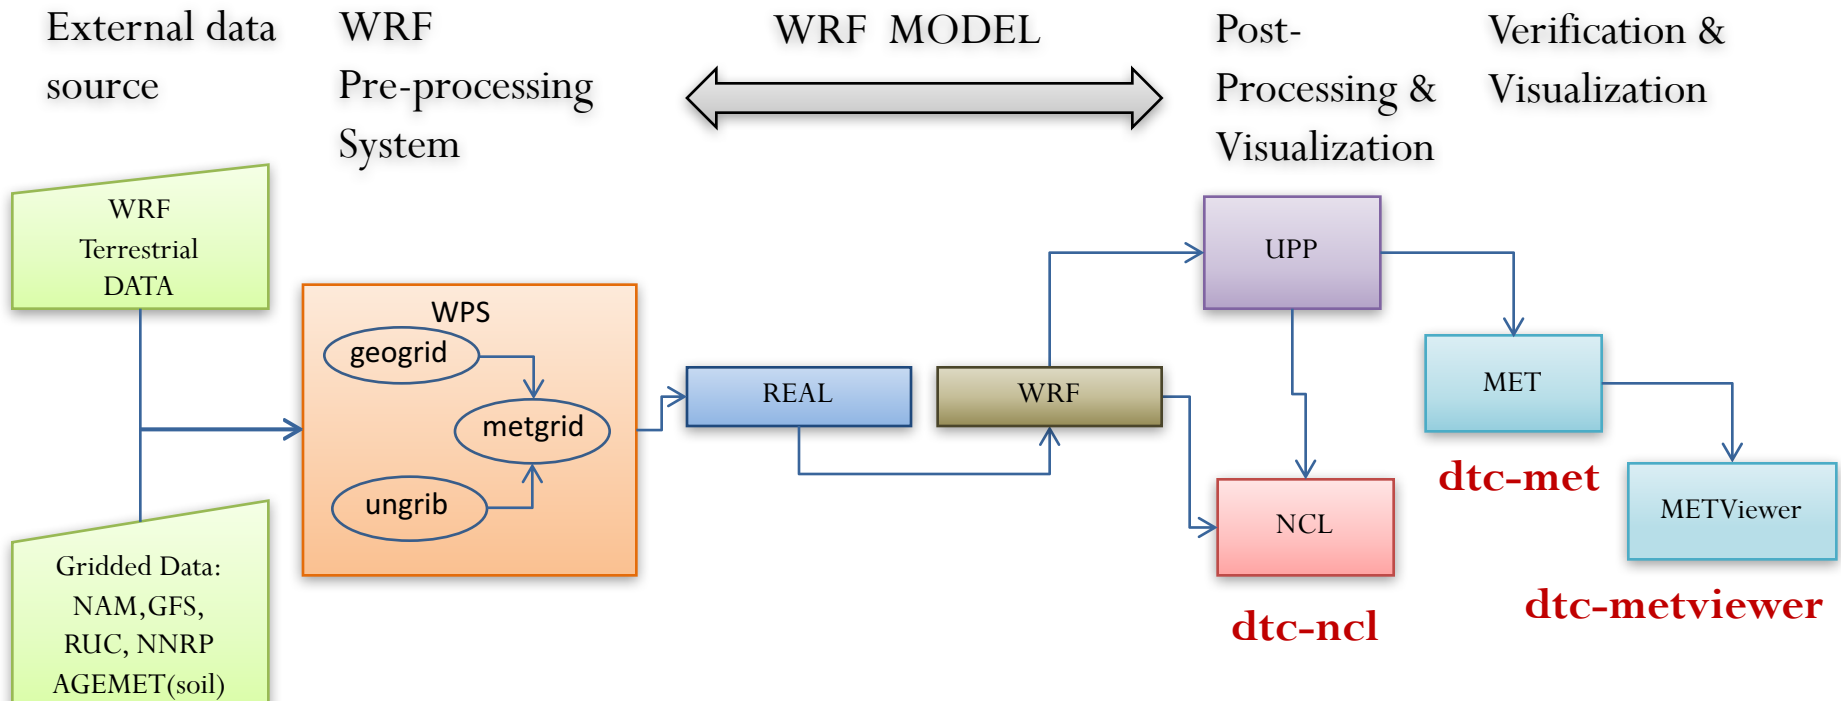 External data
source
WRF
Pre-processing
System
WRF MODEL
Post-
Processing &
Visualization
Verification &
Visualization
WRF
Terrestrial
DATA
Gridded Data:
NAM,GFS,
RUC, NNRP
AGEMET(soil)
WPS
geogrid
metgrid
ungrib
REAL
WRF
UPP
NCL
dtc-ncl
MET
dtc-met
METViewer
dtc-metviewer